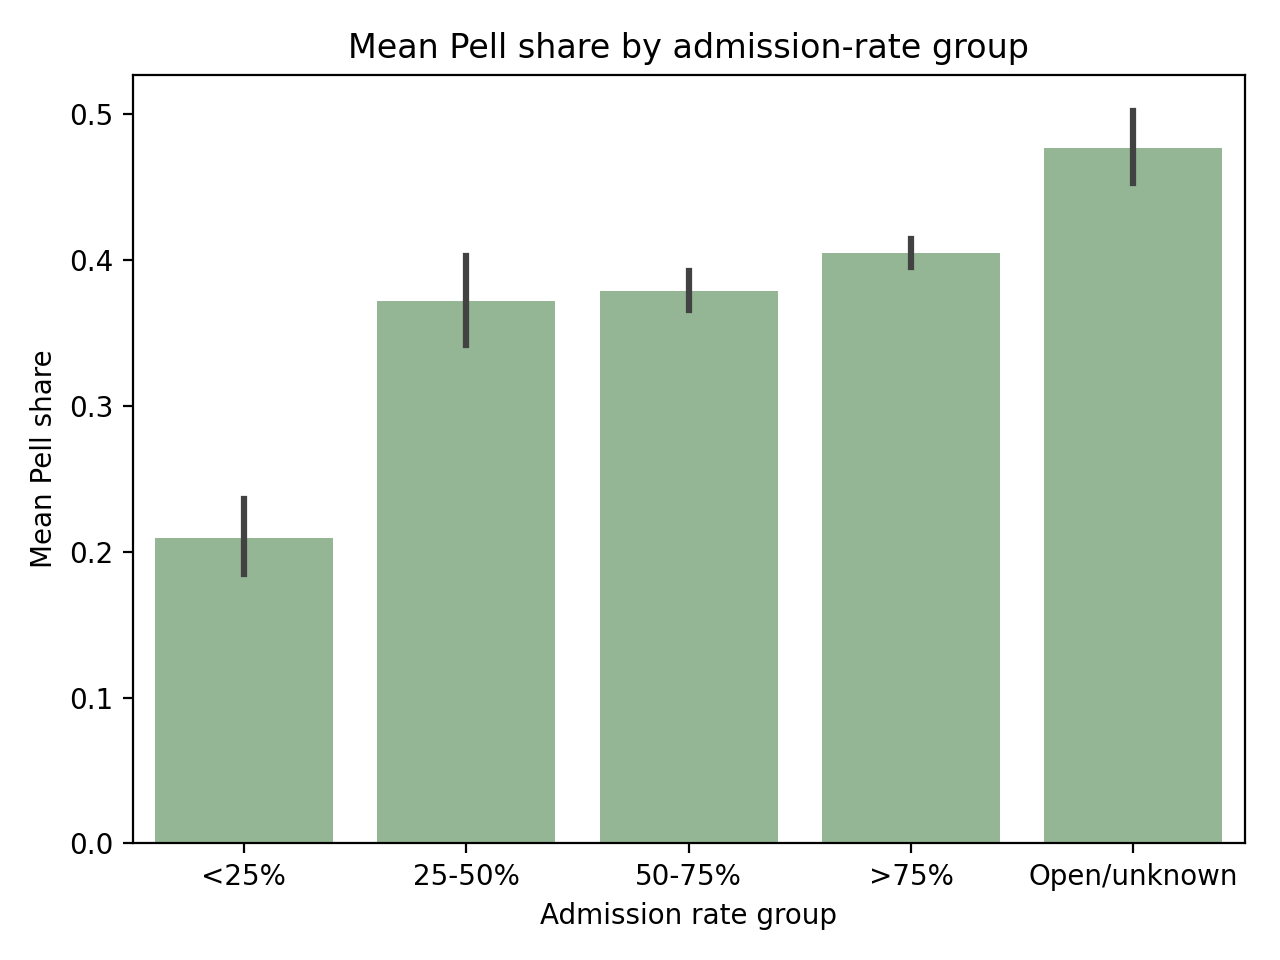 Mean Pell share by admission-rate group
Mean Pell share
0.5
0.4
0.3
0.2
0.1
0.0
<25%
25-50%
50-75%
>75%
Open/unknown
Admission rate group